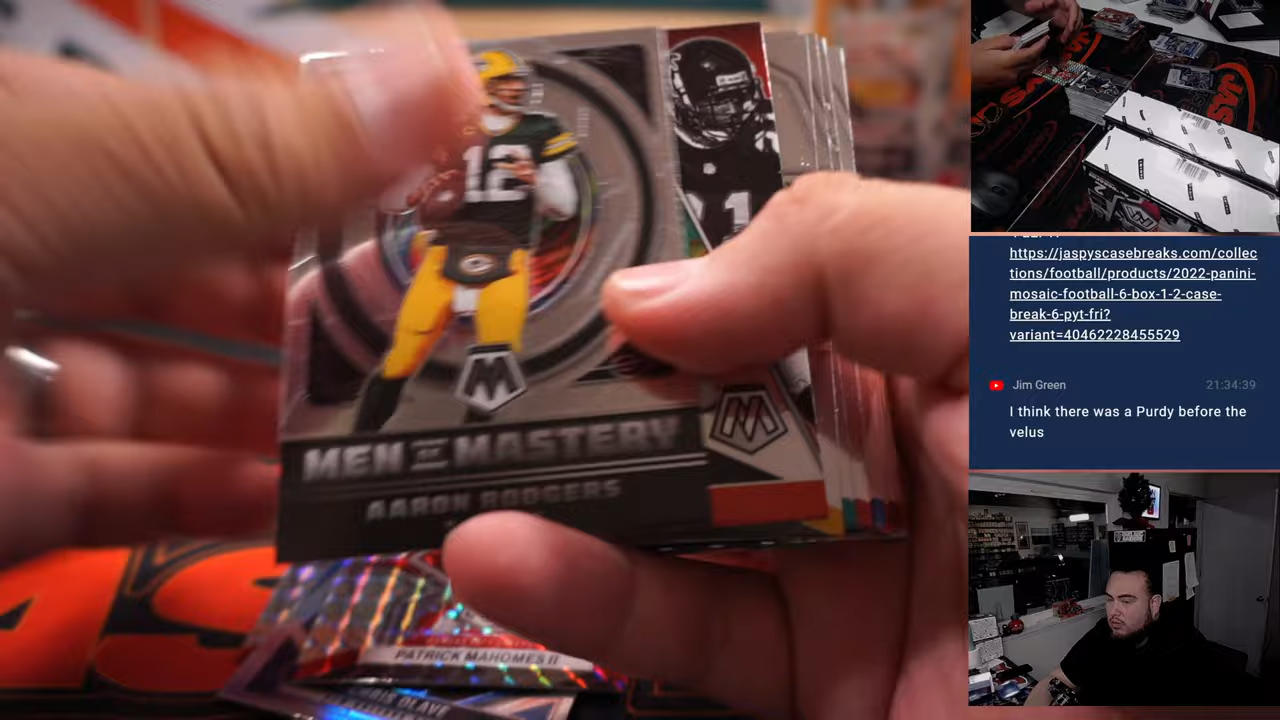 12
MEN OF MASTERY
AARON RODGERS
PATRICK MAHOMES II
CHRIS OLAVE
https://jaspyscasebreaks.com/collec
tions/football/products/2022-panini-
mosaic-football-6-box-1-2-case-
break-6-pyt-fri?
variant=40462228455529
Jim Green 21:34:39
I think there was a Purdy before the
velus